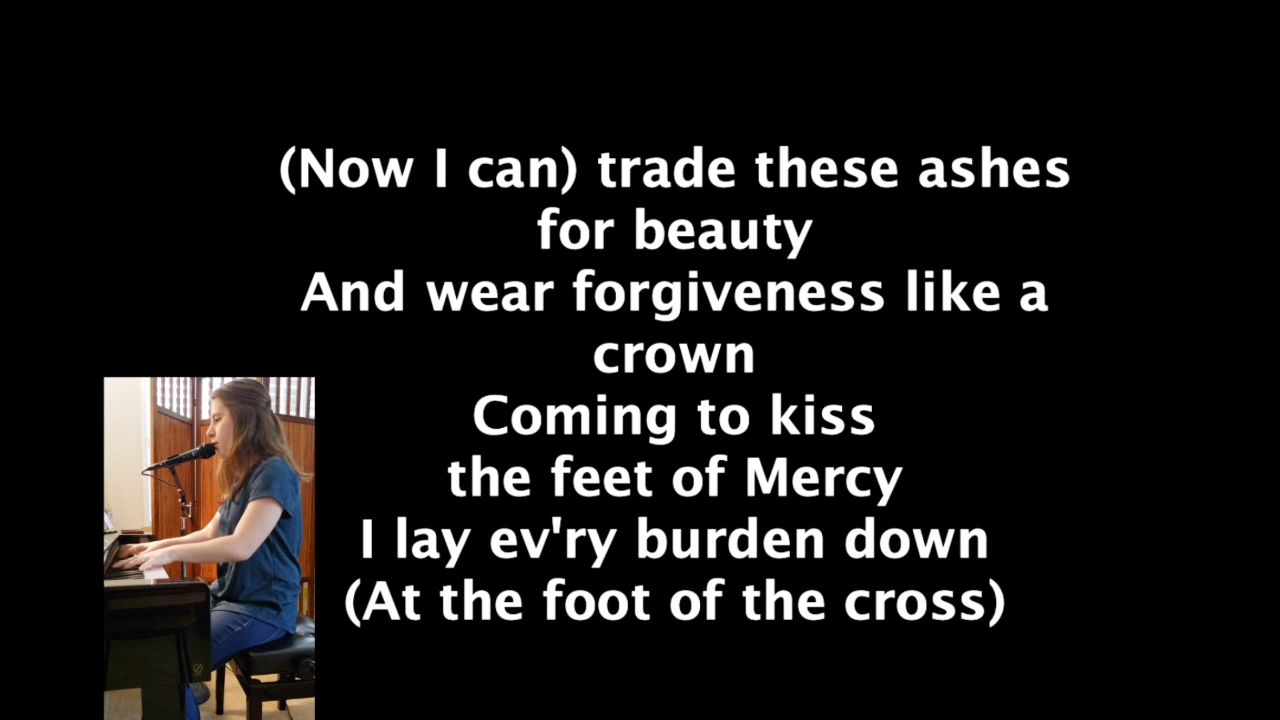 (Now I can) trade these ashes
for beauty
And wear forgiveness like a
crown
Coming to kiss
the feet of Mercy
I lay ev'ry burden down
(At the foot of the cross)